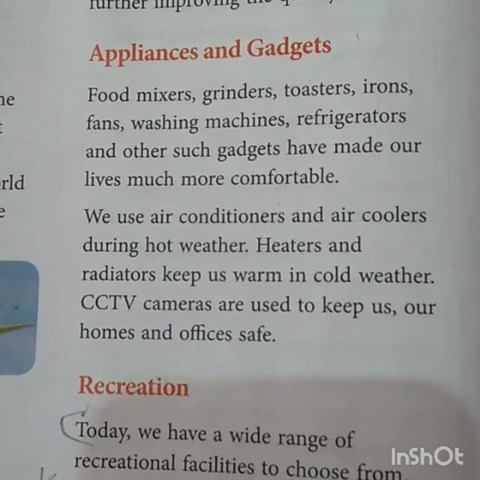 further improving the
Appliances and Gadgets
Food mixers, grinders, toasters, irons,
fans, washing machines, refrigerators
and other such gadgets have made our
lives much more comfortable.
We use air conditioners and air coolers
during hot weather. Heaters and
radiators keep us warm in cold weather.
CCTV cameras are used to keep us, our
homes and offices safe.
Recreation
Today, we have a wide range of
recreational facilities to choose from
InShOt